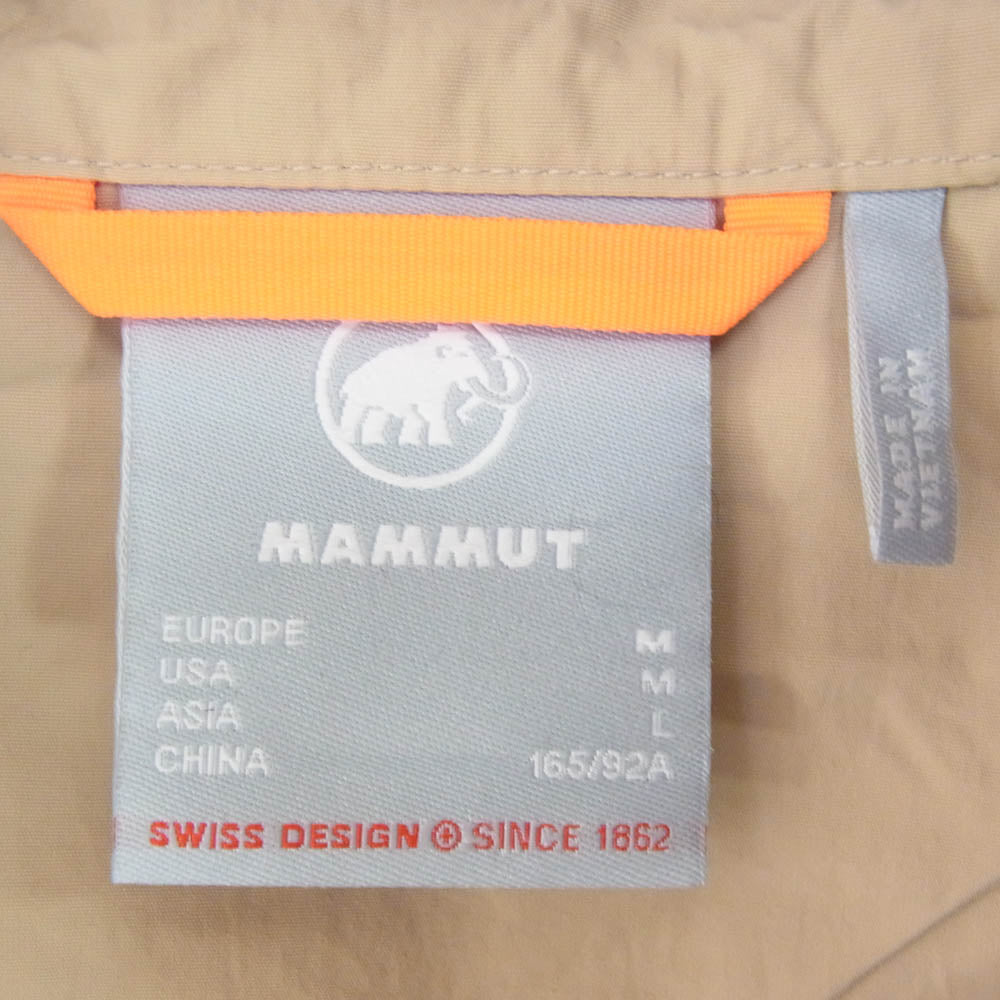 MAMMUT
EUROPE M
USA M
ASIA L
CHINA 165/92A
SWISS DESIGN SINCE 1862
MADE IN
VIETNAM